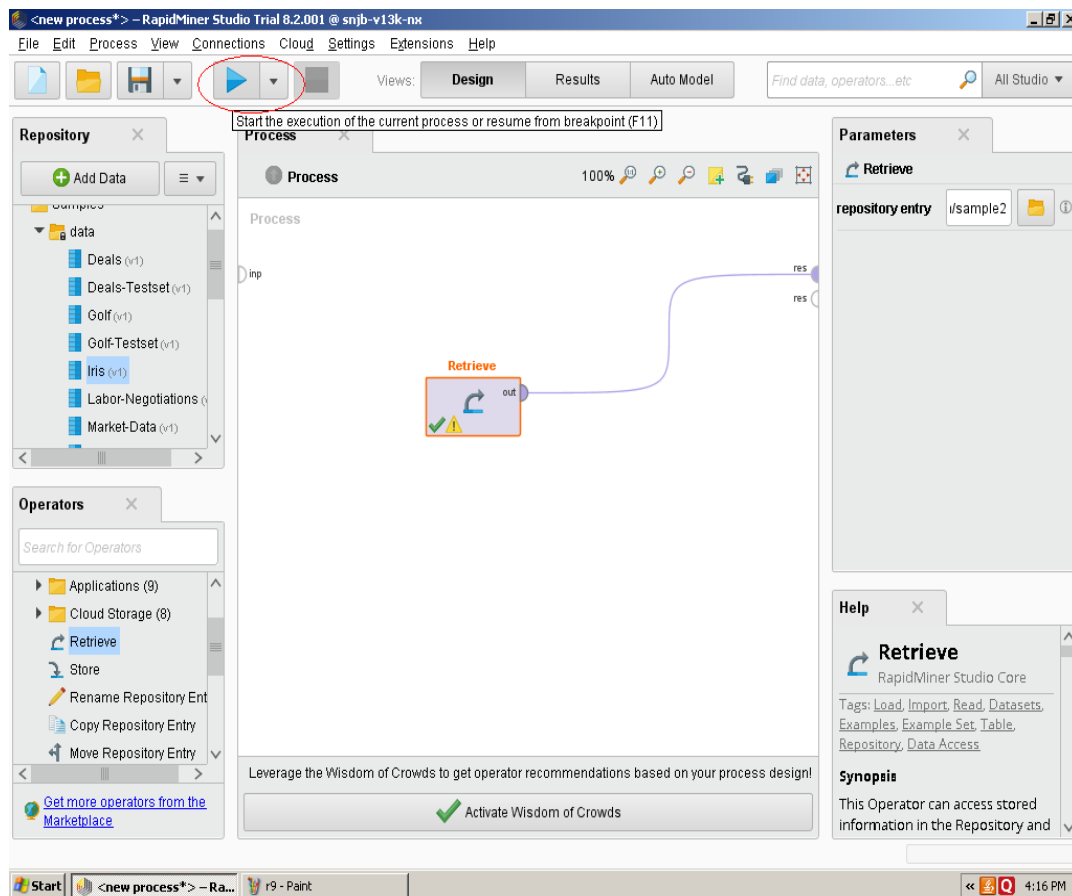 <new process*> – RapidMiner Studio Trial 8.2.001 @ snjb-v13k-nx
File Edit Process View Connections Cloud Settings Extensions Help
Views: Design Results Auto Model Find data, operators...etc All Studio
Start the execution of the current process or resume from breakpoint (F11)
Repository
Add Data
data
Deals (v1)
Deals-Testset (v1)
Golf (v1)
Golf-Testset (v1)
Iris (v1)
Labor-Negotiations (
Market-Data (v1)
Operators
Search for Operators
Applications (9)
Cloud Storage (8)
Retrieve
Store
Rename Repository Ent
Copy Repository Entry
Move Repository Entry
Get more operators from the
Marketplace
Process
Process
100%
Process
inp
res
res
Retrieve
out
Leverage the Wisdom of Crowds to get operator recommendations based on your process design!
Activate Wisdom of Crowds
Parameters
Retrieve
repository entry /sample2
Help
Retrieve
RapidMiner Studio Core
Tags: Load, Import, Read, Datasets,
Examples, Example Set, Table,
Repository, Data Access
Synopsis
This Operator can access stored
information in the Repository and
Start <new process*> – Ra... r9 - Paint « 4:16 PM